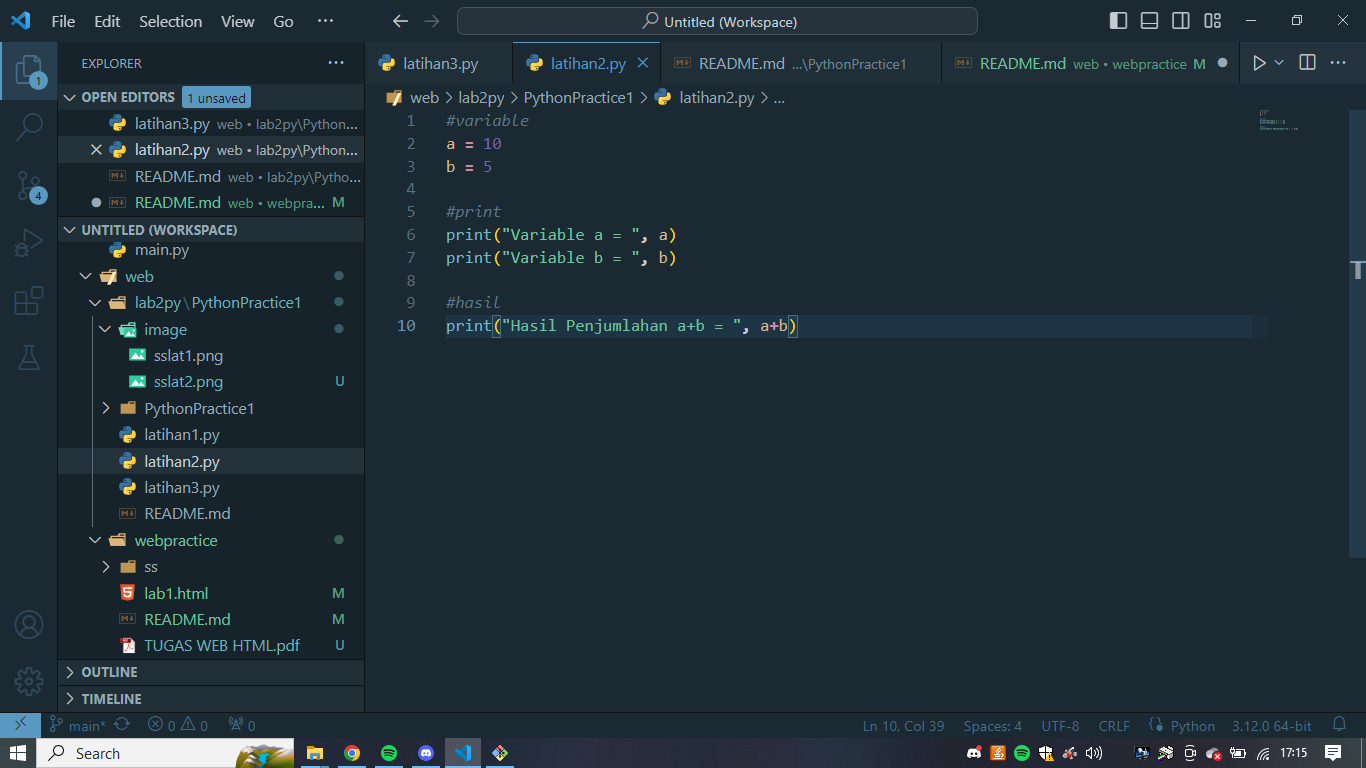 File Edit Selection View Go ··· Untitled (Workspace)
EXPLORER ···
OPEN EDITORS 1 unsaved
latihan3.py web • lab2py\Python...
latihan2.py web • lab2py\Python...
README.md web • lab2py\Pytho...
README.md web • webpra... M
UNTITLED (WORKSPACE)
main.py
web
lab2py\PythonPractice1
image
sslat1.png
sslat2.png U
PythonPractice1
latihan1.py
latihan2.py
latihan3.py
README.md
webpractice
ss
lab1.html M
README.md M
TUGAS WEB HTML.pdf U
OUTLINE
TIMELINE
1
4
latihan3.py latihan2.py README.md ...\PythonPractice1 README.md web • webpractice M
web > lab2py > PythonPractice1 > latihan2.py > ...
1 #variable
2 a = 10
3 b = 5
4
5 #print
6 print("Variable a = ", a)
7 print("Variable b = ", b)
8
9 #hasil
10 print("Hasil Penjumlahan a+b = ", a+b)
main* 0 0 0 Ln 10, Col 39 Spaces: 4 UTF-8 CRLF Python 3.12.0 64-bit
Search 17:15